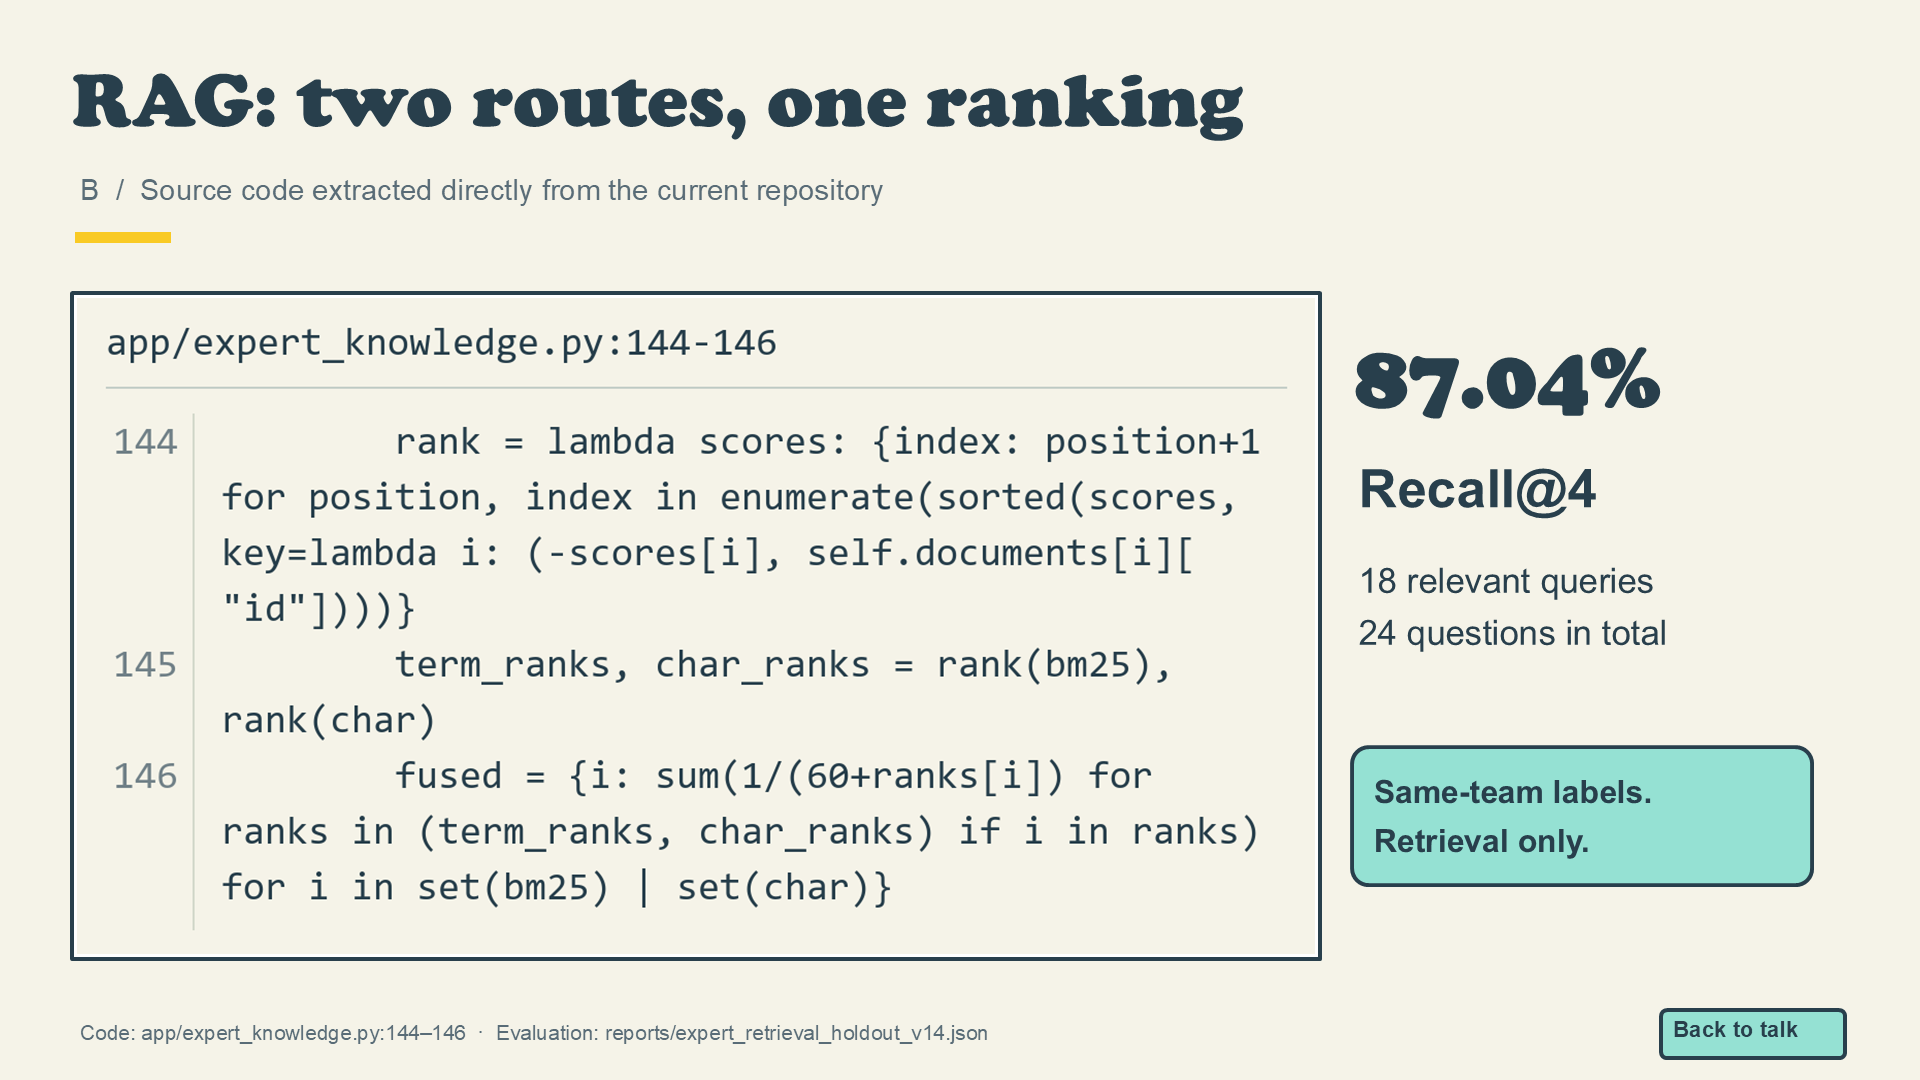 RAG: two routes, one ranking
B / Source code extracted directly from the current repository
app/expert_knowledge.py:144-146
144 rank = lambda scores: {index: position+1
for position, index in enumerate(sorted(scores,
key=lambda i: (-scores[i], self.documents[i][
"id"])))}
145 term_ranks, char_ranks = rank(bm25),
rank(char)
146 fused = {i: sum(1/(60+ranks[i]) for
ranks in (term_ranks, char_ranks) if i in ranks)
for i in set(bm25) | set(char)}
87.04%
Recall@4
18 relevant queries
24 questions in total
Same-team labels.
Retrieval only.
Code: app/expert_knowledge.py:144–146 · Evaluation: reports/expert_retrieval_holdout_v14.json
Back to talk